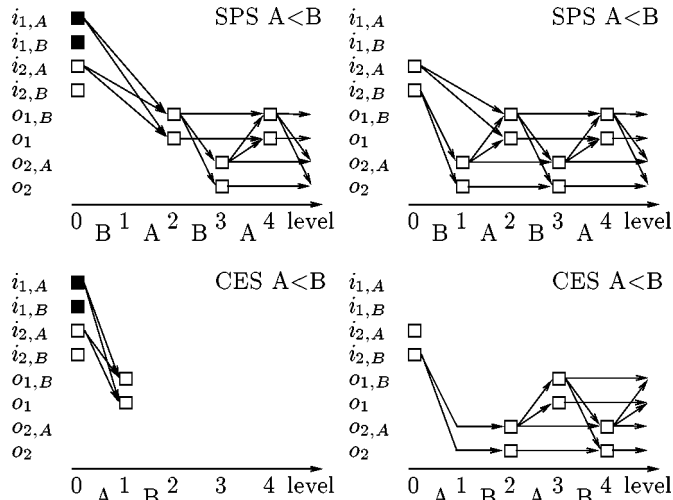 SPS A<B
i1,A
i1,B
i2,A
i2,B
o1,B
o1
o2,A
o2
0 1 2 3 4 level
B A B A
SPS A<B
i2,A
i2,B
o1,B
o1
o2,A
o2
0 1 2 3 4 level
B A B A
CES A<B
i1,A
i1,B
i2,A
i2,B
o1,B
o1
o2,A
o2
0 1 2 3 4 level
A B
CES A<B
i2,A
i2,B
o1,B
o1
o2,A
o2
0 1 2 3 4 level
A B A B